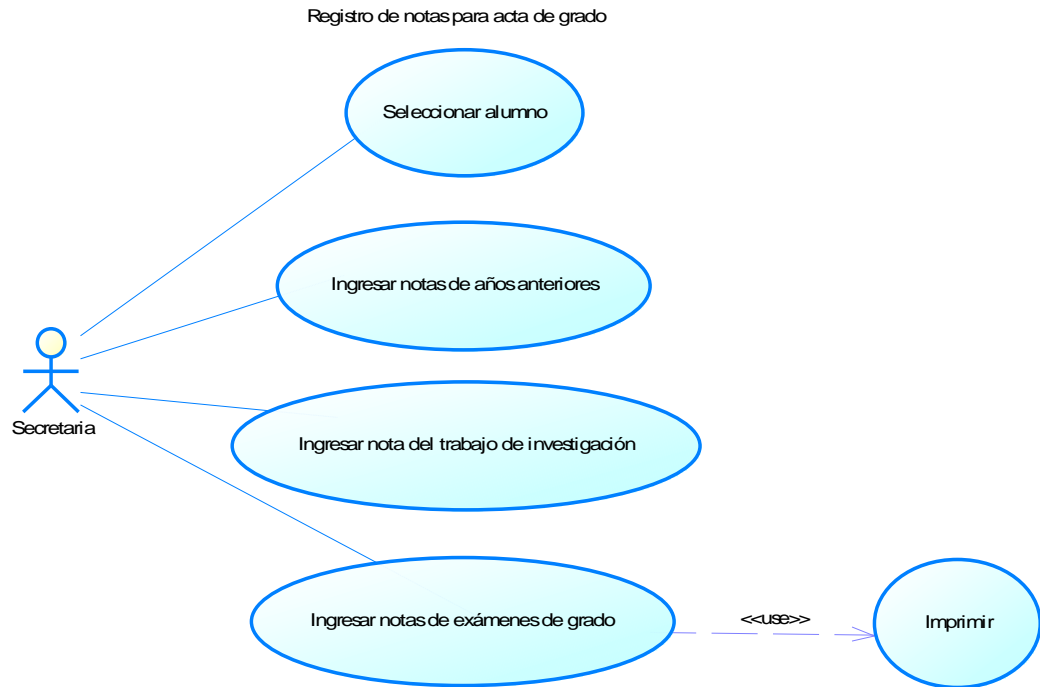 Registro de notas para acta de grado
Seleccionar alumno
Ingresar notas de años anteriores
Secretaria
Ingresar nota del trabajo de investigación
Ingresar notas de exámenes de grado
<<use>>
Imprimir